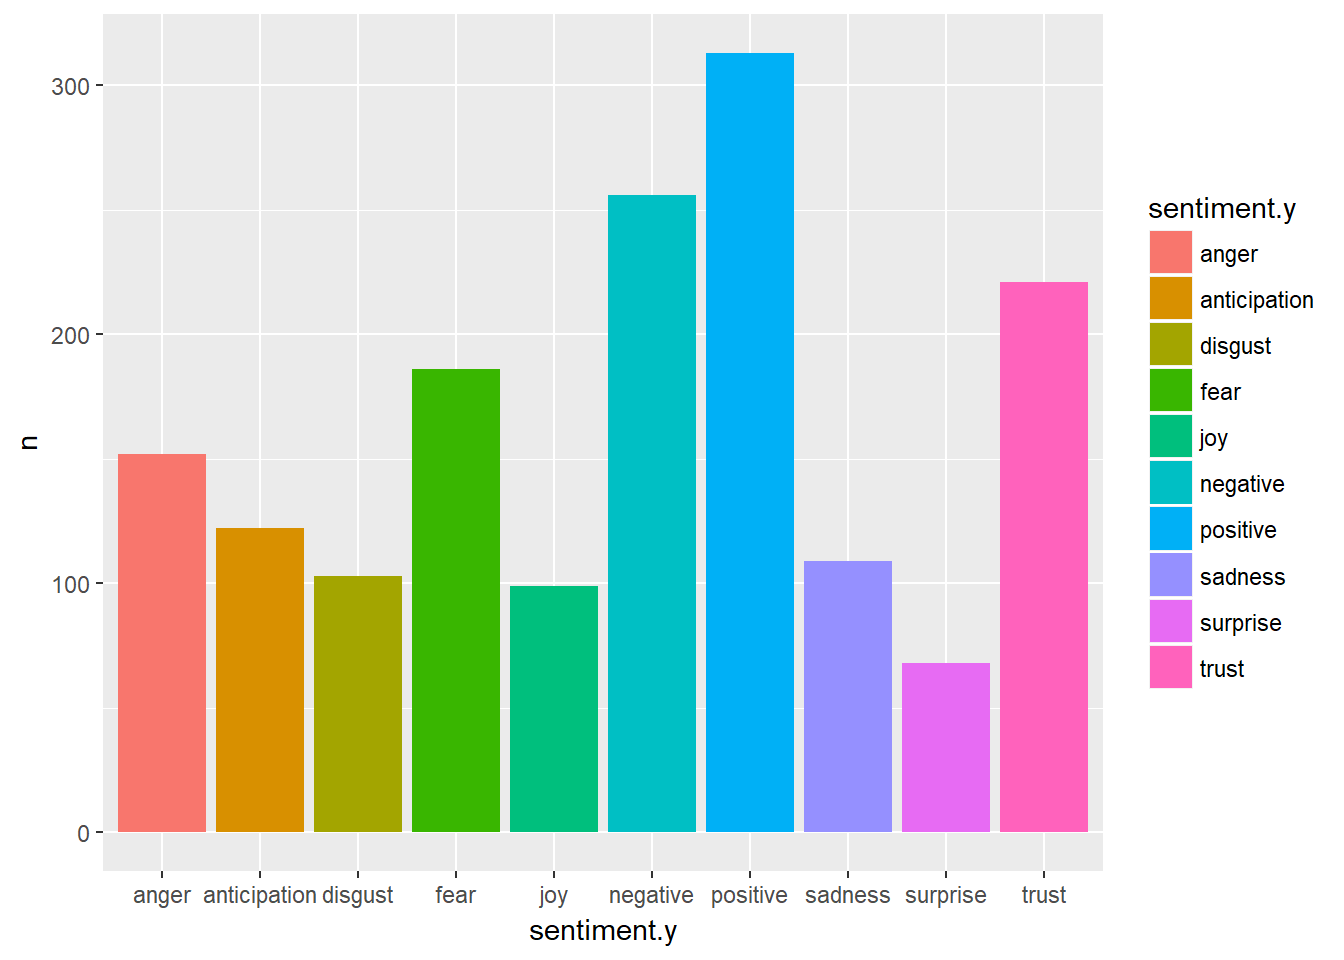 n
300
200
100
0
anger anticipation disgust fear joy negative positive sadness surprise trust
sentiment.y
sentiment.y
anger
anticipation
disgust
fear
joy
negative
positive
sadness
surprise
trust